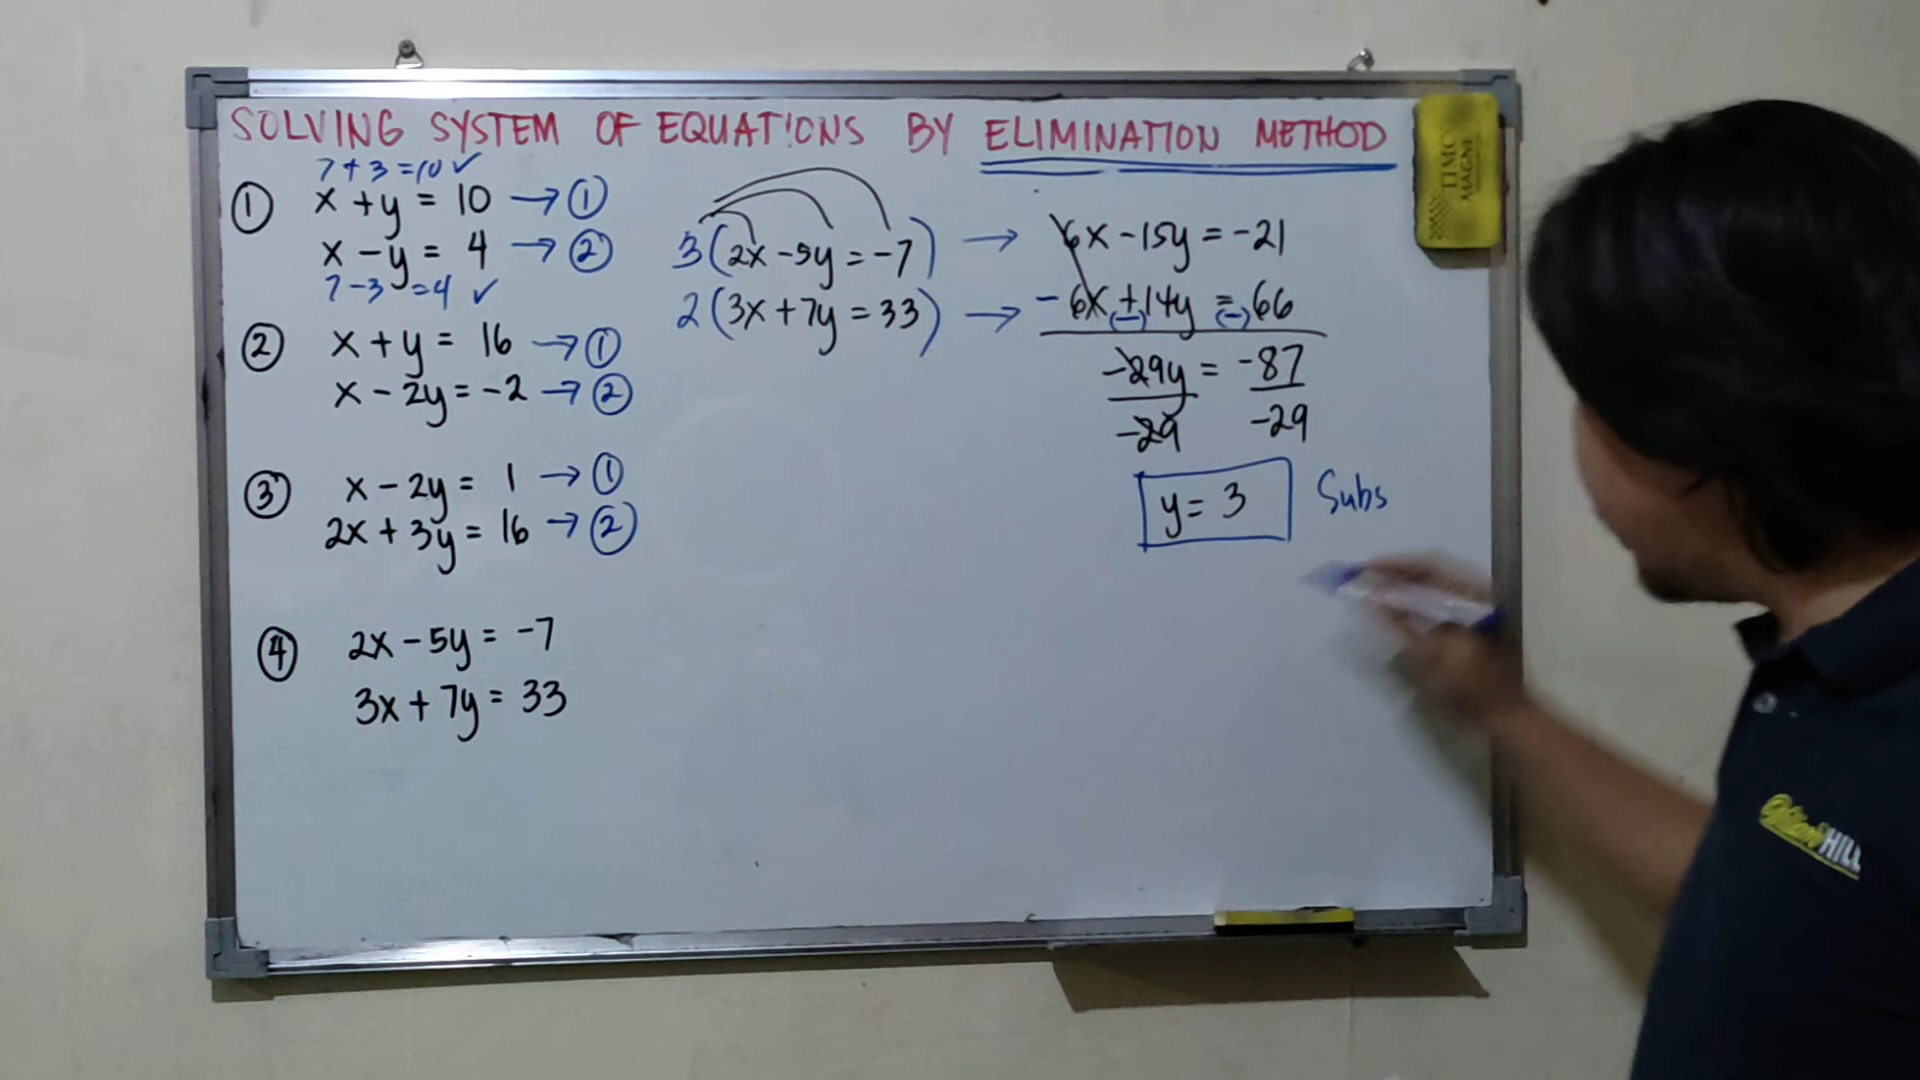 SOLVING SYSTEM OF EQUATIONS BY ELIMINATION METHOD
7 + 3 = 10 ✓
① x + y = 10 → ①
x - y = 4 → ②
7 - 3 = 4 ✓
② x + y = 16 → ①
x - 2y = -2 → ②
③ x - 2y = 1 → ①
2x + 3y = 16 → ②
④ 2x - 5y = -7
3x + 7y = 33
3(2x - 5y = -7) → 6x - 15y = -21
2(3x + 7y = 33) → - 6x + 14y = 66
(-) (-)
-29y = -87
-29 -29
y = 3 Subs
HILL